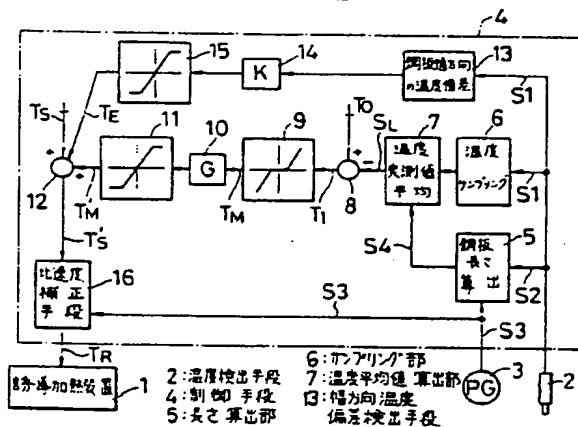 4
15
14
K
13
鋼板幅方向
の温度偏差
S1
TS
TE
11
10
G
9
TO
SL
7
温度
実測値
平均
6
温度
サンプリング
S1
12
T'M
TM
T1
8
T'S
S4
5
鋼板
長さ
算出
S2
比速度
補正
手段
16
S3
S3
TR
誘導加熱装置
1
PG
3
2
2:温度検出手段
4:制御手段
5:長さ算出部
6:サンプリング部
7:温度平均値算出部
13:幅方向温度
偏差検出手段